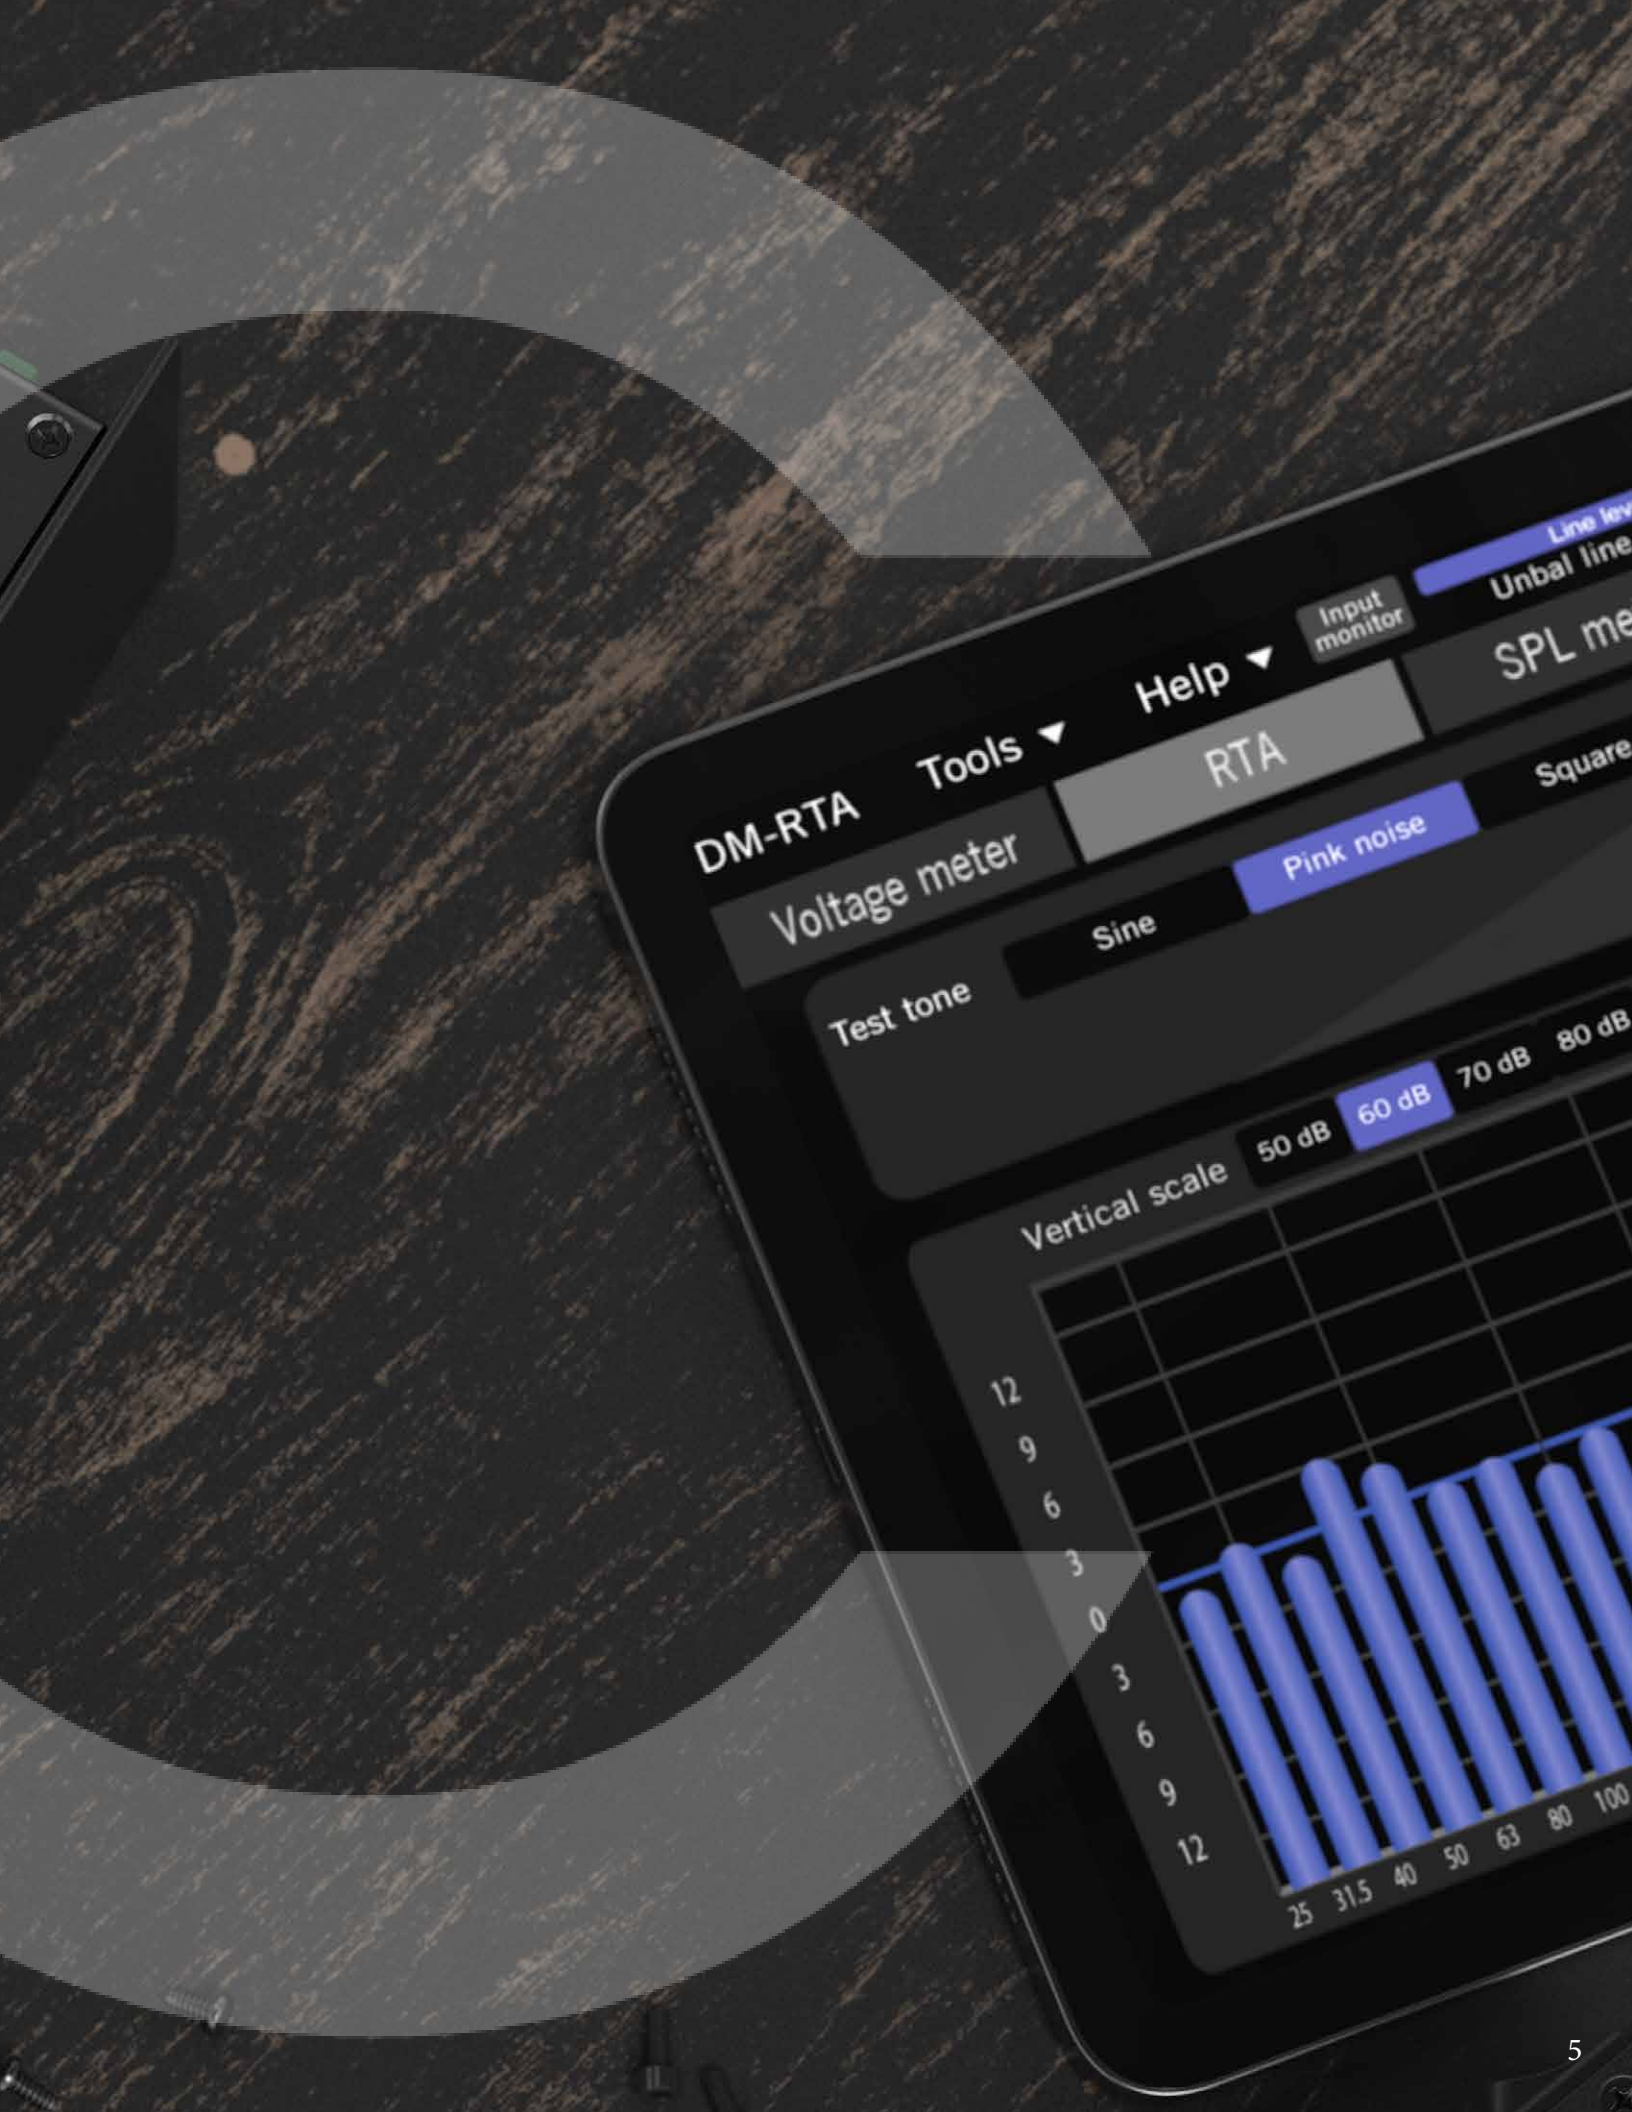 Line lev
Unbal line
Input
monitor
DM-RTA Tools ▼ Help ▼
Voltage meter RTA SPL me
Test tone Sine Pink noise Square
Vertical scale 50 dB 60 dB 70 dB 80 dB
12
9
6
3
0
3
6
9
12
25 31.5 40 50 63 80 100
5